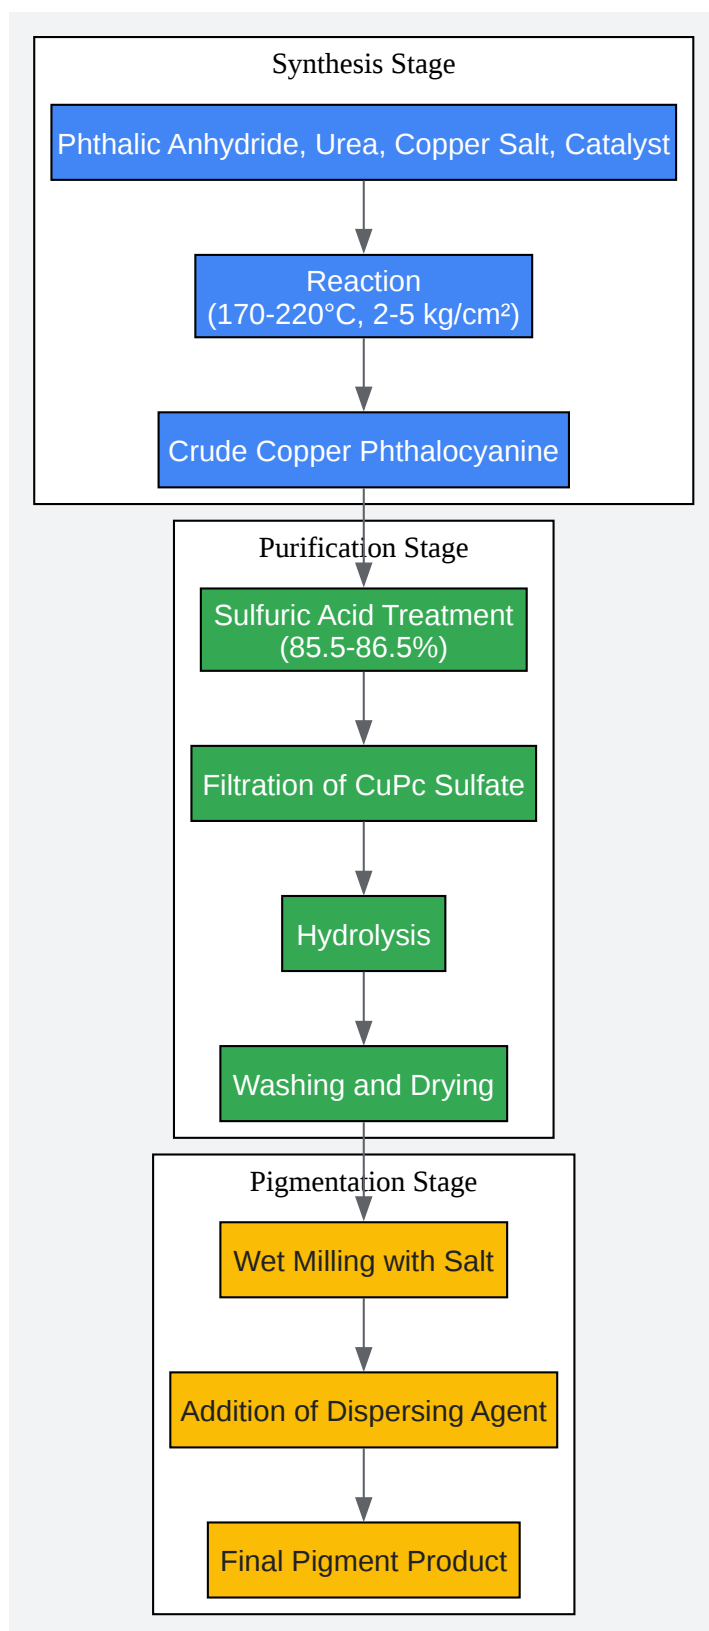 Synthesis Stage
Phthalic Anhydride, Urea, Copper Salt, Catalyst
Reaction
(170-220°C, 2-5 kg/cm²)
Crude Copper Phthalocyanine
Purification Stage
Sulfuric Acid Treatment
(85.5-86.5%)
Filtration of CuPc Sulfate
Hydrolysis
Washing and Drying
Pigmentation Stage
Wet Milling with Salt
Addition of Dispersing Agent
Final Pigment Product